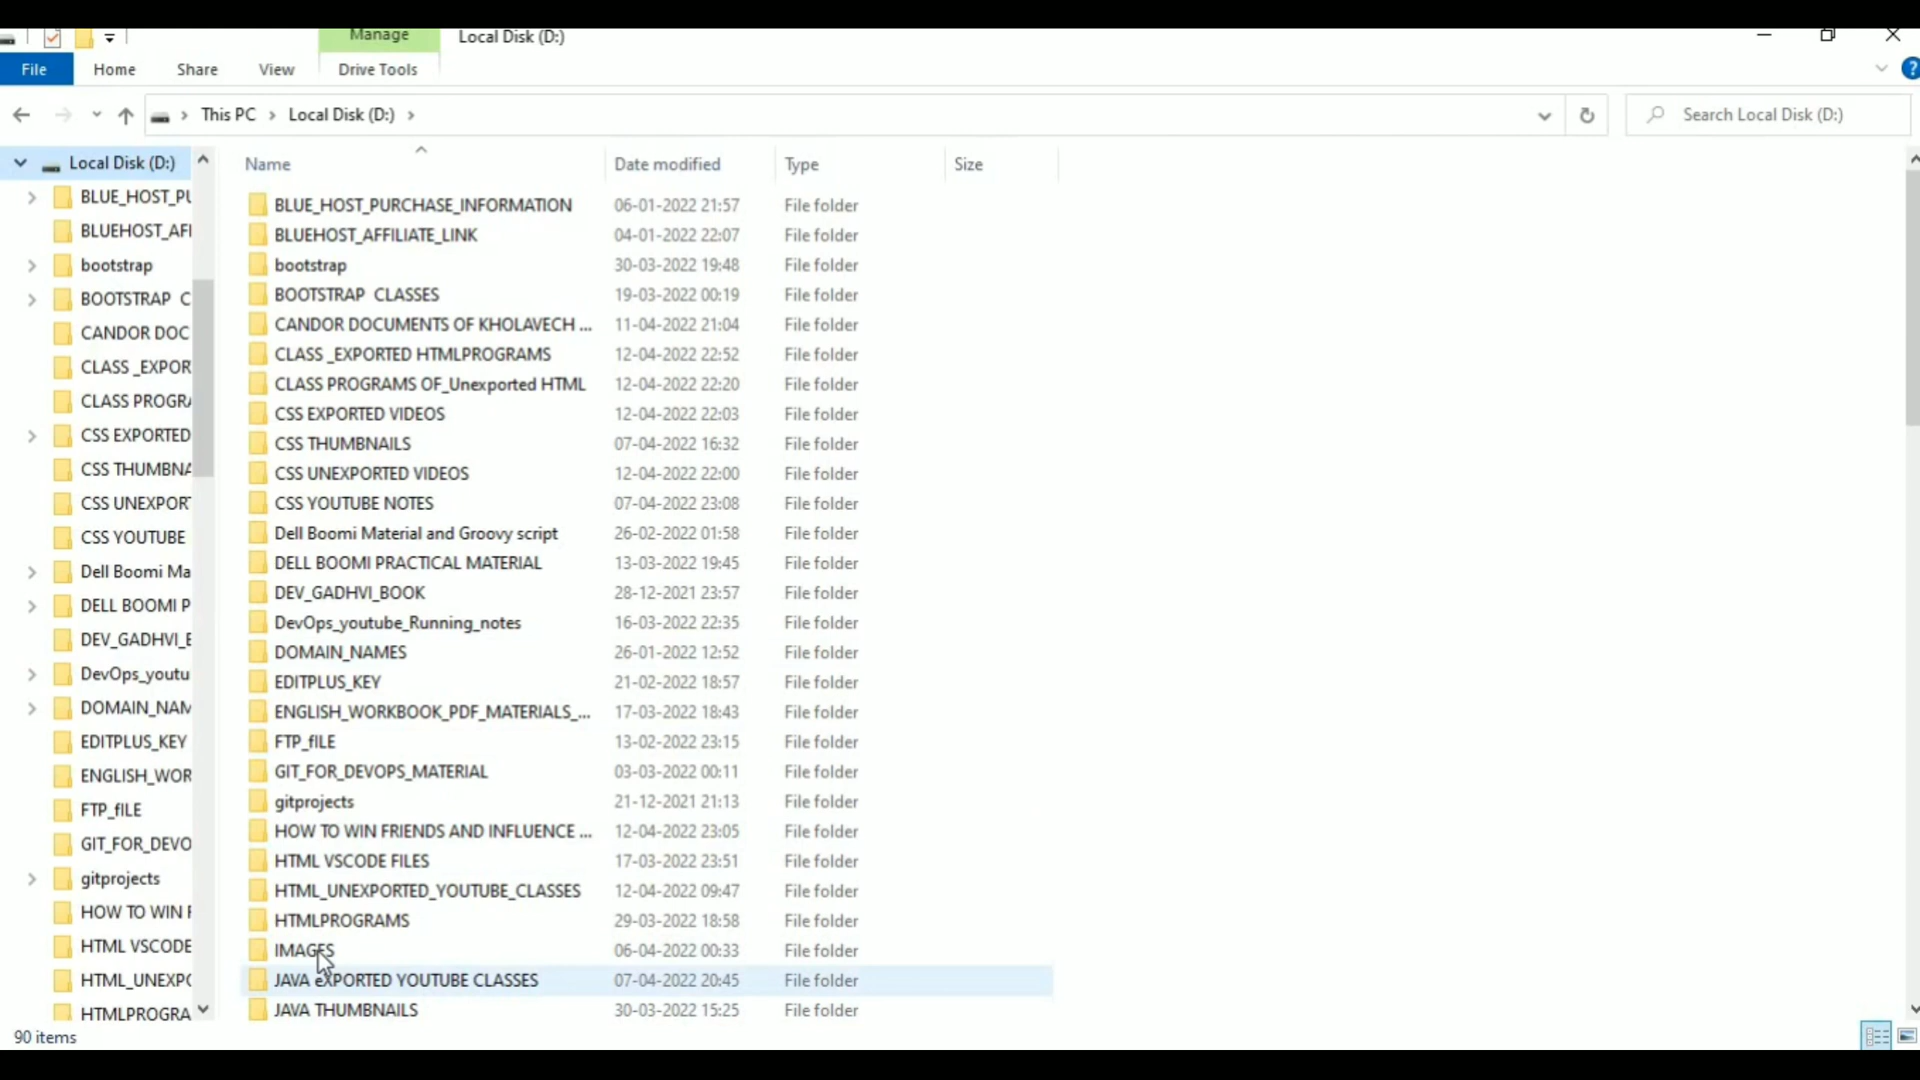 Manage Local Disk (D:)
File Home Share View Drive Tools
This PC Local Disk (D:) Search Local Disk (D:)
Local Disk (D:)
BLUE_HOST_PU
BLUEHOST_AFI
bootstrap
BOOTSTRAP C
CANDOR DOC
CLASS _EXPOR
CLASS PROGRA
CSS EXPORTED
CSS THUMBNA
CSS UNEXPORT
CSS YOUTUBE
Dell Boomi Ma
DELL BOOMI P
DEV_GADHVI_E
DevOps_youtu
DOMAIN_NAM
EDITPLUS_KEY
ENGLISH_WOR
FTP_fILE
GIT_FOR_DEVO
gitprojects
HOW TO WIN F
HTML VSCODE
HTML_UNEXPO
HTMLPROGRA
Name Date modified Type Size
BLUE_HOST_PURCHASE_INFORMATION 06-01-2022 21:57 File folder
BLUEHOST_AFFILIATE_LINK 04-01-2022 22:07 File folder
bootstrap 30-03-2022 19:48 File folder
BOOTSTRAP CLASSES 19-03-2022 00:19 File folder
CANDOR DOCUMENTS OF KHOLAVECH ... 11-04-2022 21:04 File folder
CLASS _EXPORTED HTMLPROGRAMS 12-04-2022 22:52 File folder
CLASS PROGRAMS OF_Unexported HTML 12-04-2022 22:20 File folder
CSS EXPORTED VIDEOS 12-04-2022 22:03 File folder
CSS THUMBNAILS 07-04-2022 16:32 File folder
CSS UNEXPORTED VIDEOS 12-04-2022 22:00 File folder
CSS YOUTUBE NOTES 07-04-2022 23:08 File folder
Dell Boomi Material and Groovy script 26-02-2022 01:58 File folder
DELL BOOMI PRACTICAL MATERIAL 13-03-2022 19:45 File folder
DEV_GADHVI_BOOK 28-12-2021 23:57 File folder
DevOps_youtube_Running_notes 16-03-2022 22:35 File folder
DOMAIN_NAMES 26-01-2022 12:52 File folder
EDITPLUS_KEY 21-02-2022 18:57 File folder
ENGLISH_WORKBOOK_PDF_MATERIALS_... 17-03-2022 18:43 File folder
FTP_fILE 13-02-2022 23:15 File folder
GIT_FOR_DEVOPS_MATERIAL 03-03-2022 00:11 File folder
gitprojects 21-12-2021 21:13 File folder
HOW TO WIN FRIENDS AND INFLUENCE ... 12-04-2022 23:05 File folder
HTML VSCODE FILES 17-03-2022 23:51 File folder
HTML_UNEXPORTED_YOUTUBE_CLASSES 12-04-2022 09:47 File folder
HTMLPROGRAMS 29-03-2022 18:58 File folder
IMAGES 06-04-2022 00:33 File folder
JAVA eXPORTED YOUTUBE CLASSES 07-04-2022 20:45 File folder
JAVA THUMBNAILS 30-03-2022 15:25 File folder
90 items